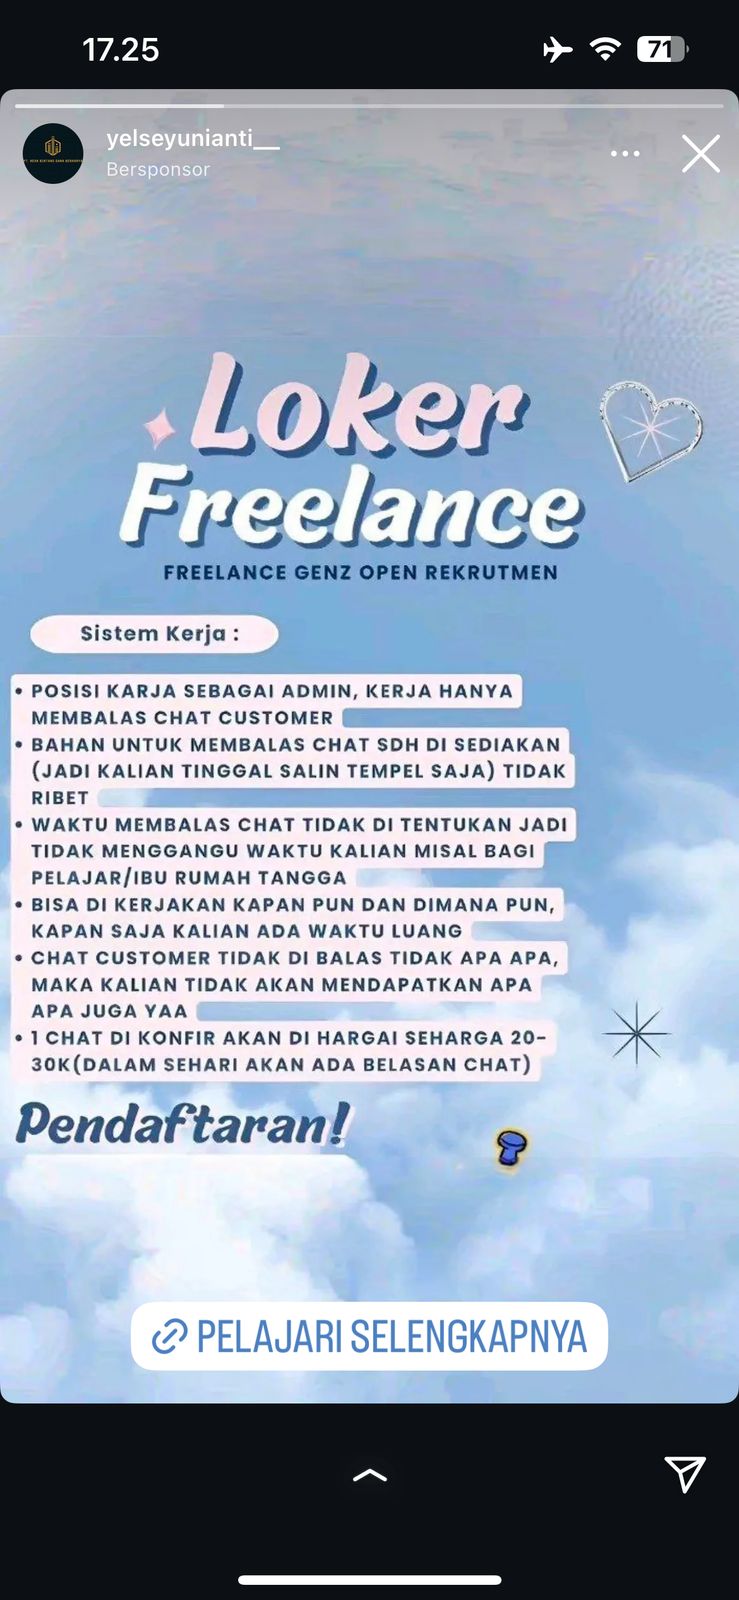 17.25
71
yelseyunianti__
Bersponsor
Loker
Freelance
FREELANCE GENZ OPEN REKRUTMEN
Sistem Kerja :
• POSISI KARJA SEBAGAI ADMIN, KERJA HANYA
MEMBALAS CHAT CUSTOMER
• BAHAN UNTUK MEMBALAS CHAT SDH DI SEDIAKAN
(JADI KALIAN TINGGAL SALIN TEMPEL SAJA) TIDAK
RIBET
• WAKTU MEMBALAS CHAT TIDAK DI TENTUKAN JADI
TIDAK MENGGANGU WAKTU KALIAN MISAL BAGI
PELAJAR/IBU RUMAH TANGGA
• BISA DI KERJAKAN KAPAN PUN DAN DIMANA PUN,
KAPAN SAJA KALIAN ADA WAKTU LUANG
• CHAT CUSTOMER TIDAK DI BALAS TIDAK APA APA,
MAKA KALIAN TIDAK AKAN MENDAPATKAN APA
APA JUGA YAA
• 1 CHAT DI KONFIR AKAN DI HARGAI SEHARGA 20-
30K(DALAM SEHARI AKAN ADA BELASAN CHAT)
Pendaftaran!
PELAJARI SELENGKAPNYA